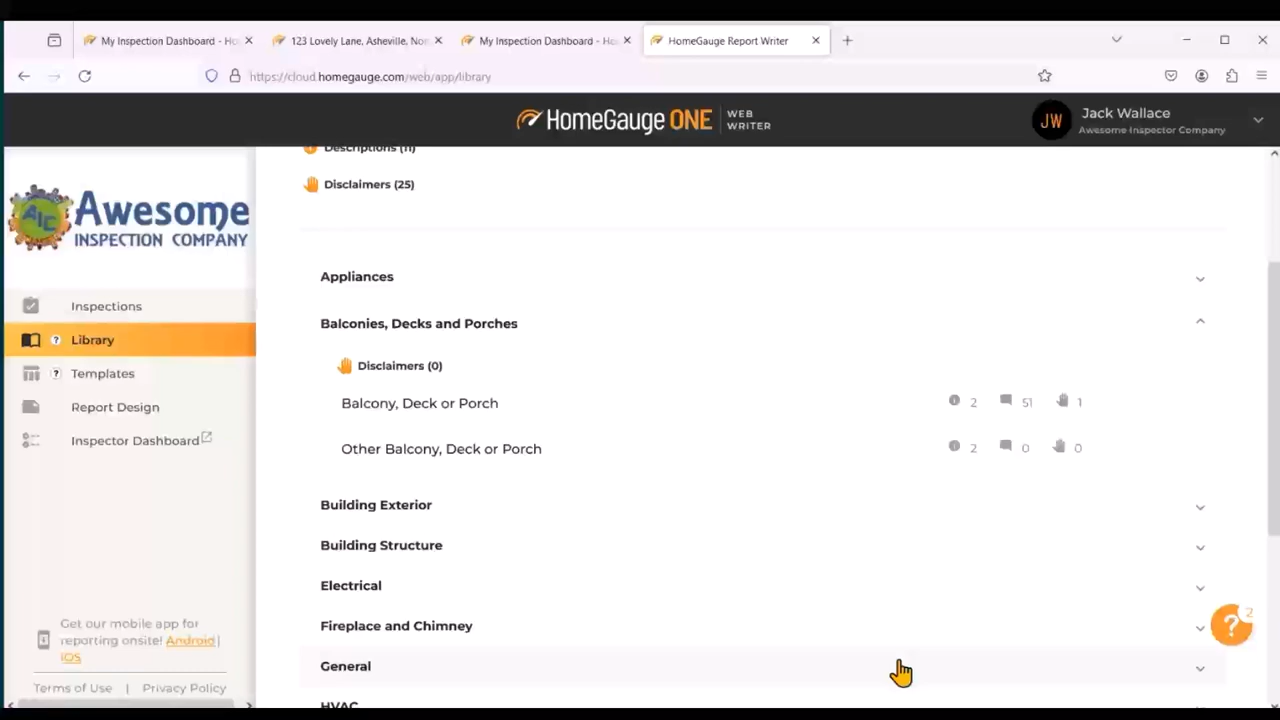 My Inspection Dashboard - Ho
123 Lovely Lane, Asheville, Nor
My Inspection Dashboard - Ho
HomeGauge Report Writer
https://cloud.homegauge.com/web/app/library
HomeGauge ONE
WEB
WRITER
JW
Jack Wallace
Awesome Inspector Company
AIC
Awesome
INSPECTION COMPANY
Inspections
? Library
? Templates
Report Design
Inspector Dashboard
Get our mobile app for
reporting onsite! Android |
iOS
Terms of Use | Privacy Policy
Descriptions (11)
Disclaimers (25)
Appliances
Balconies, Decks and Porches
Disclaimers (0)
Balcony, Deck or Porch 2 51 1
Other Balcony, Deck or Porch 2 0 0
Building Exterior
Building Structure
Electrical
Fireplace and Chimney
General
HVAC
? 2